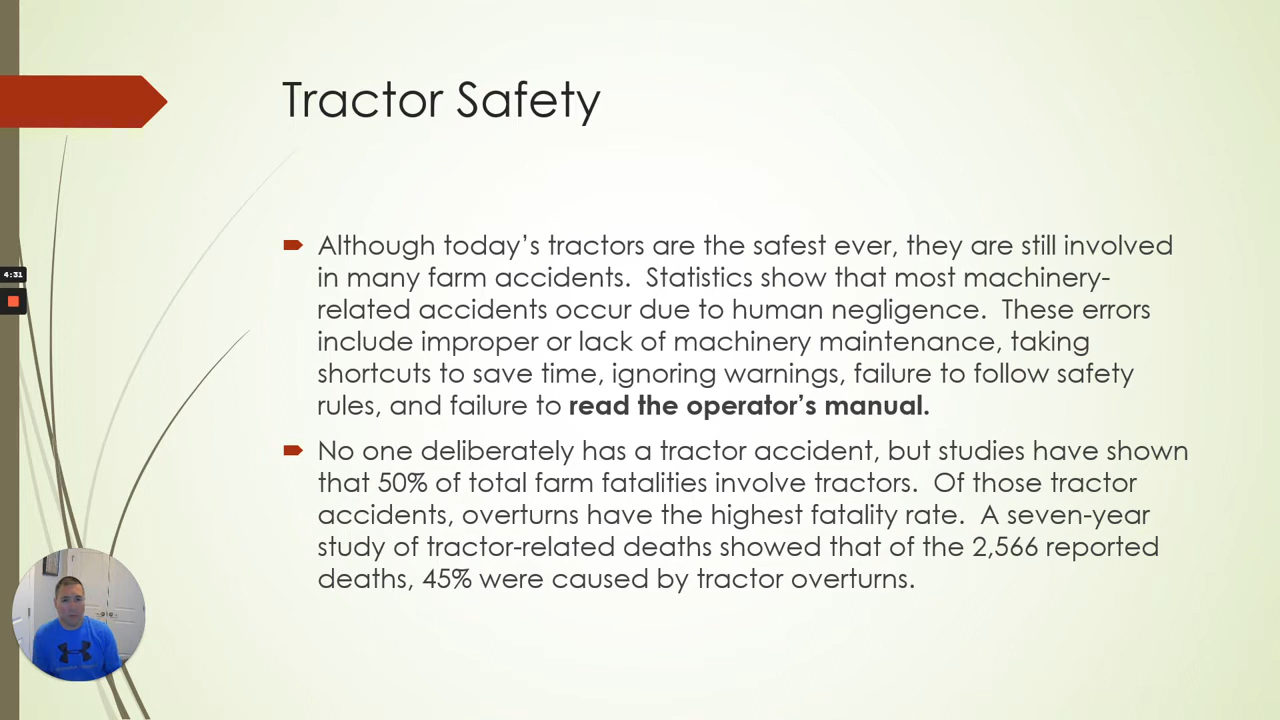 Tractor Safety
Although today’s tractors are the safest ever, they are still involved
in many farm accidents.  Statistics show that most machinery-
related accidents occur due to human negligence.  These errors
include improper or lack of machinery maintenance, taking
shortcuts to save time, ignoring warnings, failure to follow safety
rules, and failure to read the operator’s manual.
No one deliberately has a tractor accident, but studies have shown
that 50% of total farm fatalities involve tractors.  Of those tractor
accidents, overturns have the highest fatality rate.  A seven-year
study of tractor-related deaths showed that of the 2,566 reported
deaths, 45% were caused by tractor overturns.
4:31